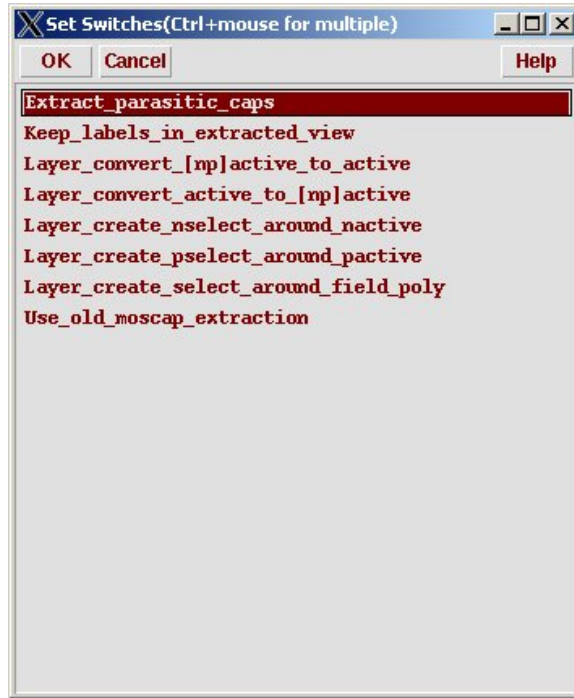 Set Switches(Ctrl+mouse for multiple)
OK Cancel Help
Extract_parasitic_caps
Keep_labels_in_extracted_view
Layer_convert_[np]active_to_active
Layer_convert_active_to_[np]active
Layer_create_nselect_around_nactive
Layer_create_pselect_around_pactive
Layer_create_select_around_field_poly
Use_old_moscap_extraction